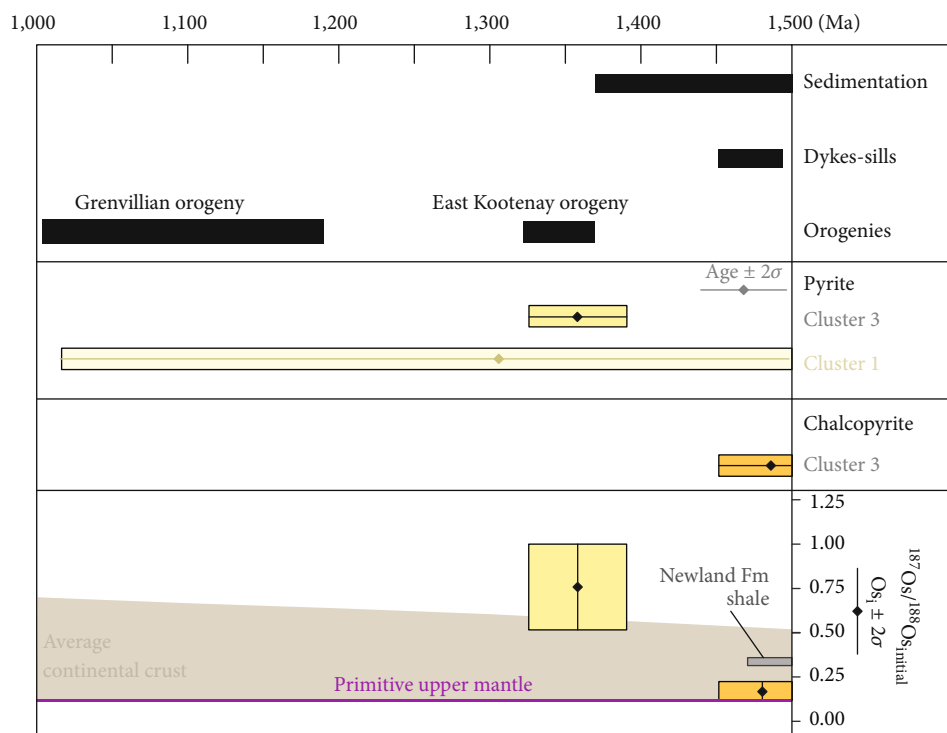 1,000 1,100 1,200 1,300 1,400 1,500 (Ma)
Sedimentation
Dykes-sills
Grenvillian orogeny
East Kootenay orogeny
Orogenies
Age ± 2σ
Pyrite
Cluster 3
Cluster 1
Chalcopyrite
Cluster 3
1.25
1.00
0.75
0.50
0.25
0.00
Newland Fm
shale
Average
continental crust
Primitive upper mantle
Osᵢ ± 2σ
¹⁸⁷Os/¹⁸⁸Os_initial